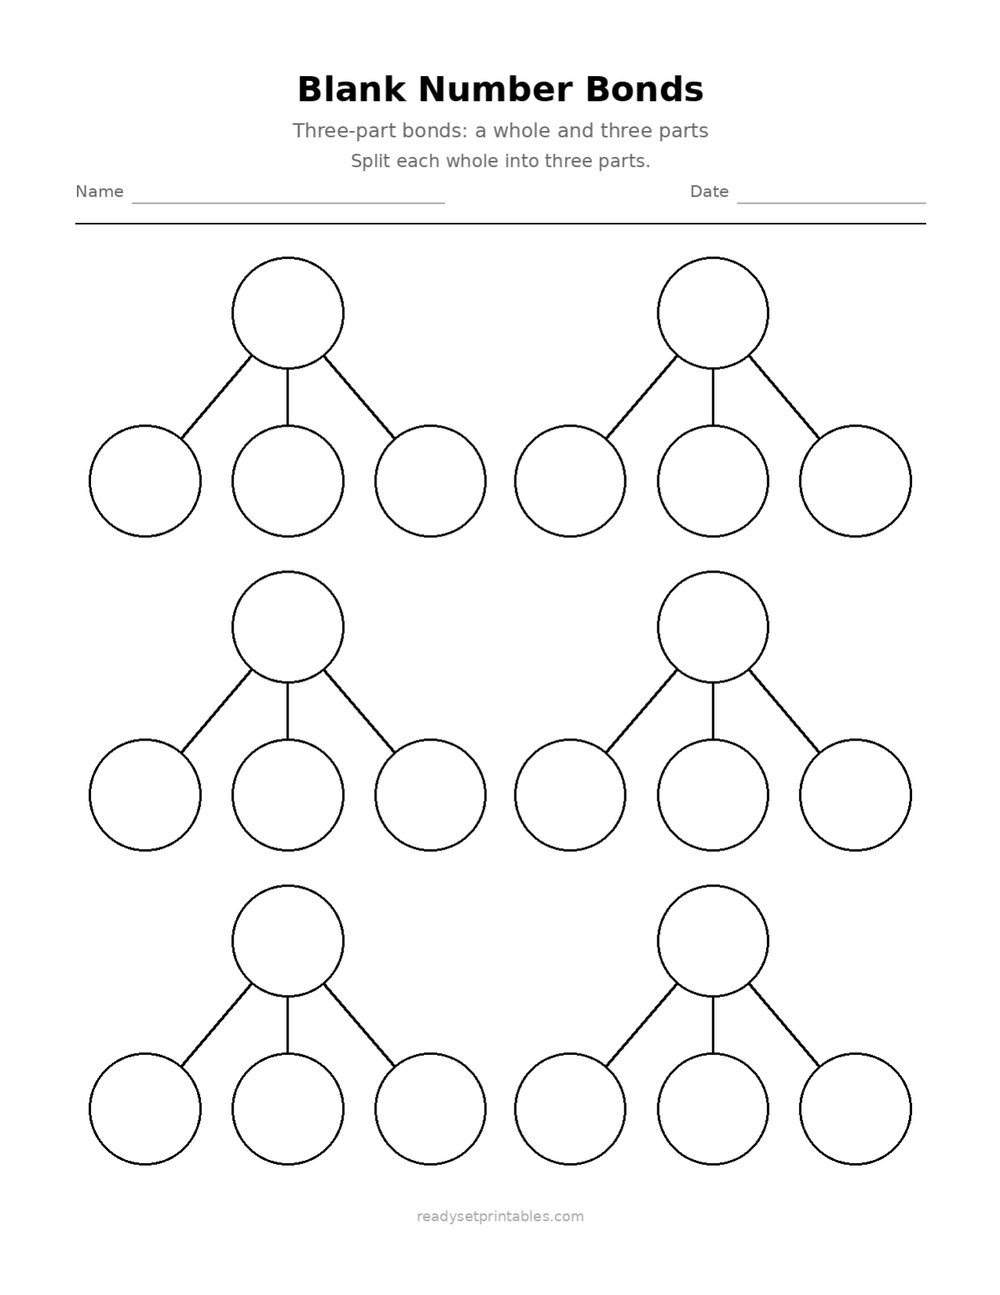 Blank Number Bonds
Three-part bonds: a whole and three parts
Split each whole into three parts.
Name Date
readysetprintables.com